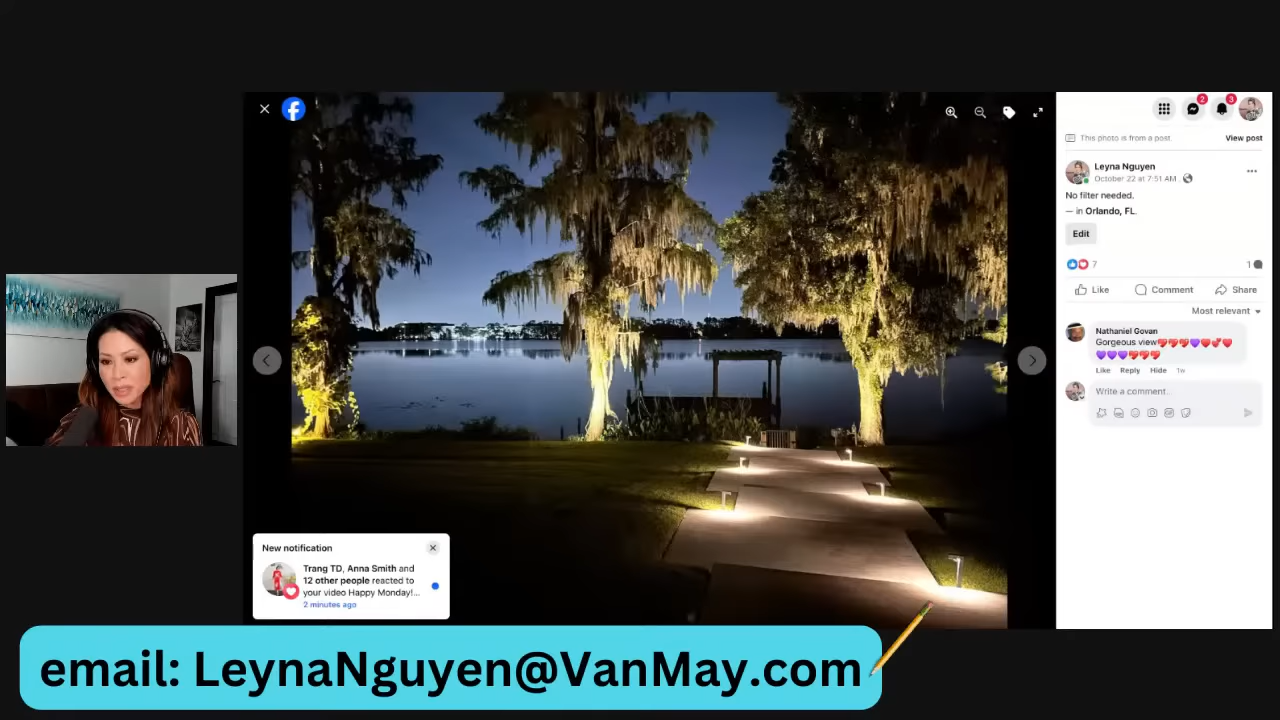 2
3
This photo is from a post.
View post
Leyna Nguyen
October 22 at 7:51 AM
No filter needed.
— in Orlando, FL.
Edit
7
1
Like
Comment
Share
Most relevant
Nathaniel Govan
Gorgeous view💖💖💖💜❤️💕❤️
💜💜💜💖💖💖
Like Reply Hide 1w
Write a comment...
New notification
Trang TD, Anna Smith and
12 other people reacted to
your video Happy Monday!...
2 minutes ago
email: LeynaNguyen@VanMay.com